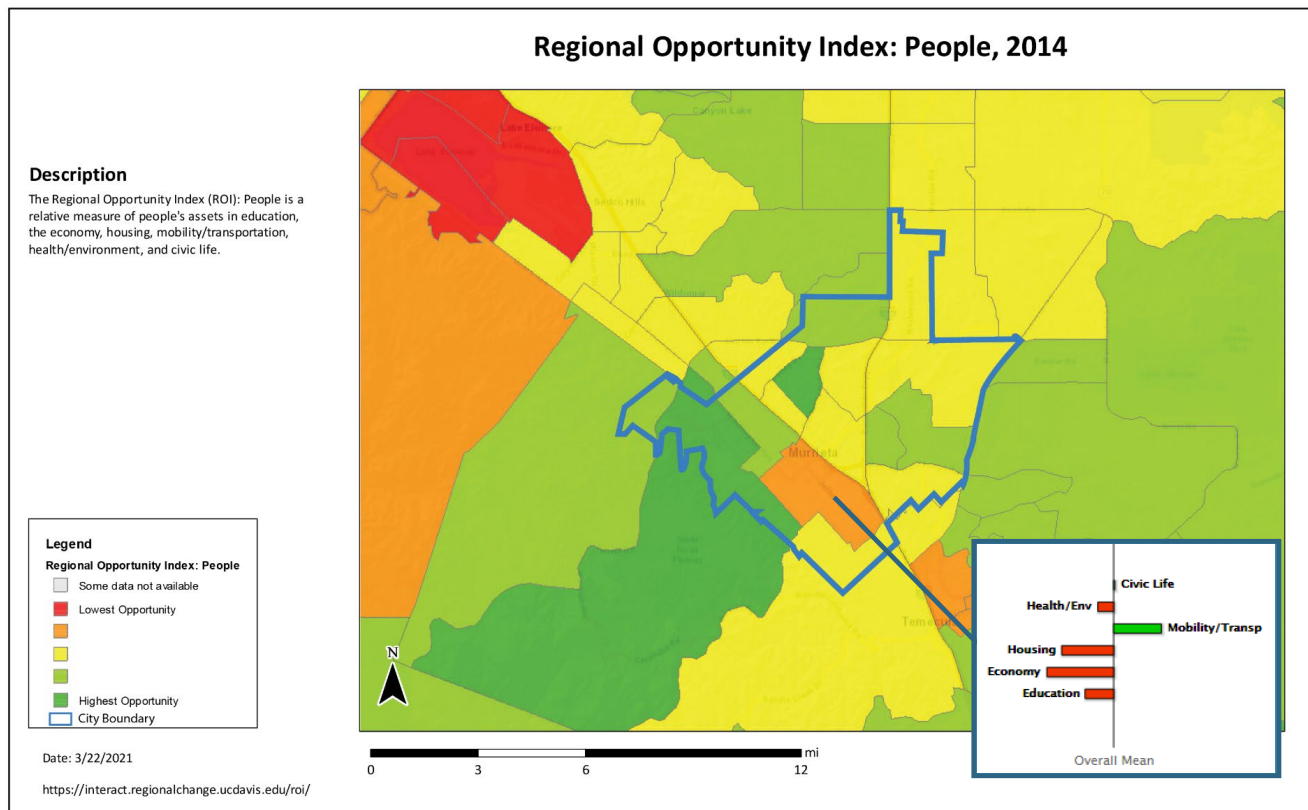 Regional Opportunity Index: People, 2014
Description
The Regional Opportunity Index (ROI): People is a
relative measure of people's assets in education,
the economy, housing, mobility/transportation,
health/environment, and civic life.
Canyon Lake
Lake Elsinore
Wildomar
Murrieta
Legend
Regional Opportunity Index: People
Some data not available
Lowest Opportunity
Highest Opportunity
City Boundary
N
Civic Life
Health/Env
Mobility/Transp
Housing
Economy
Education
Overall Mean
0 3 6 12
mi
Date: 3/22/2021
https://interact.regionalchange.ucdavis.edu/roi/